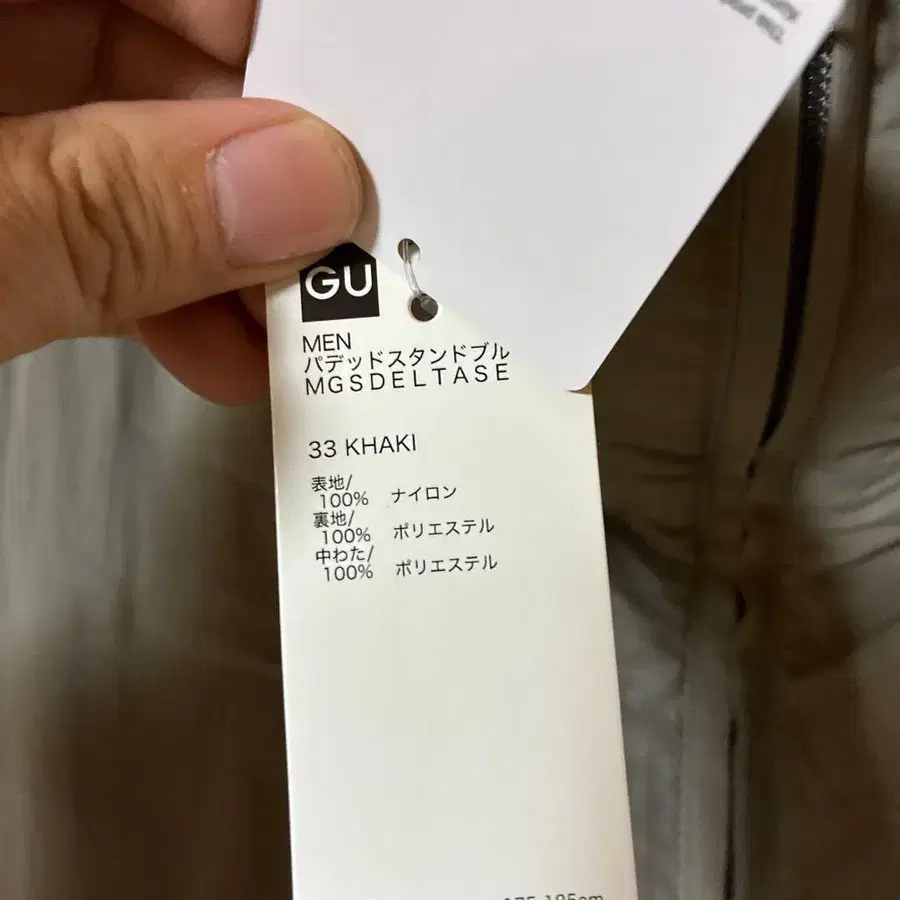 GU
MEN
パデッドスタンドブル
MGSDELTASE
33 KHAKI
表地/
100% ナイロン
裏地/
100% ポリエステル
中わた/
100% ポリエステル
175-185cm